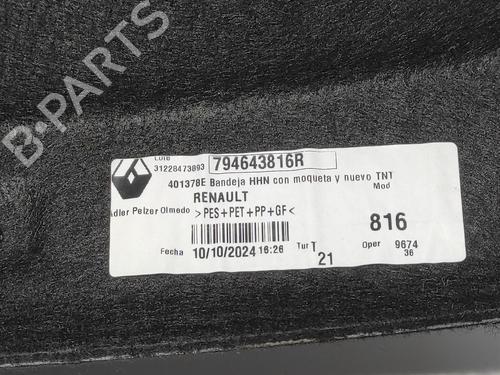 B-PARTS
Lote
31228473893
794643816R
401378E Bandeja HHN con moqueta y nuevo TNT
RENAULT
Mod
Adler Pelzer Olmedo >PES+PET+PP+GF<
816
Fecha 10/10/2024 16:26
Tur T
21
Oper 9674
36